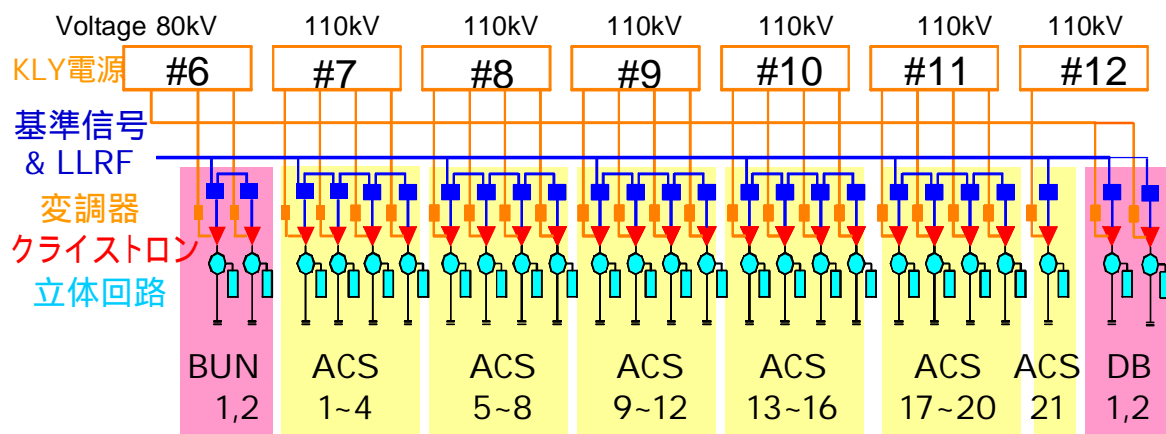 Voltage 80kV 110kV 110kV 110kV 110kV 110kV 110kV
KLY電源 #6 #7 #8 #9 #10 #11 #12
基準信号
& LLRF
変調器
クライストロン
立体回路
BUN ACS ACS ACS ACS ACS ACS DB
1,2 1~4 5~8 9~12 13~16 17~20 21 1,2